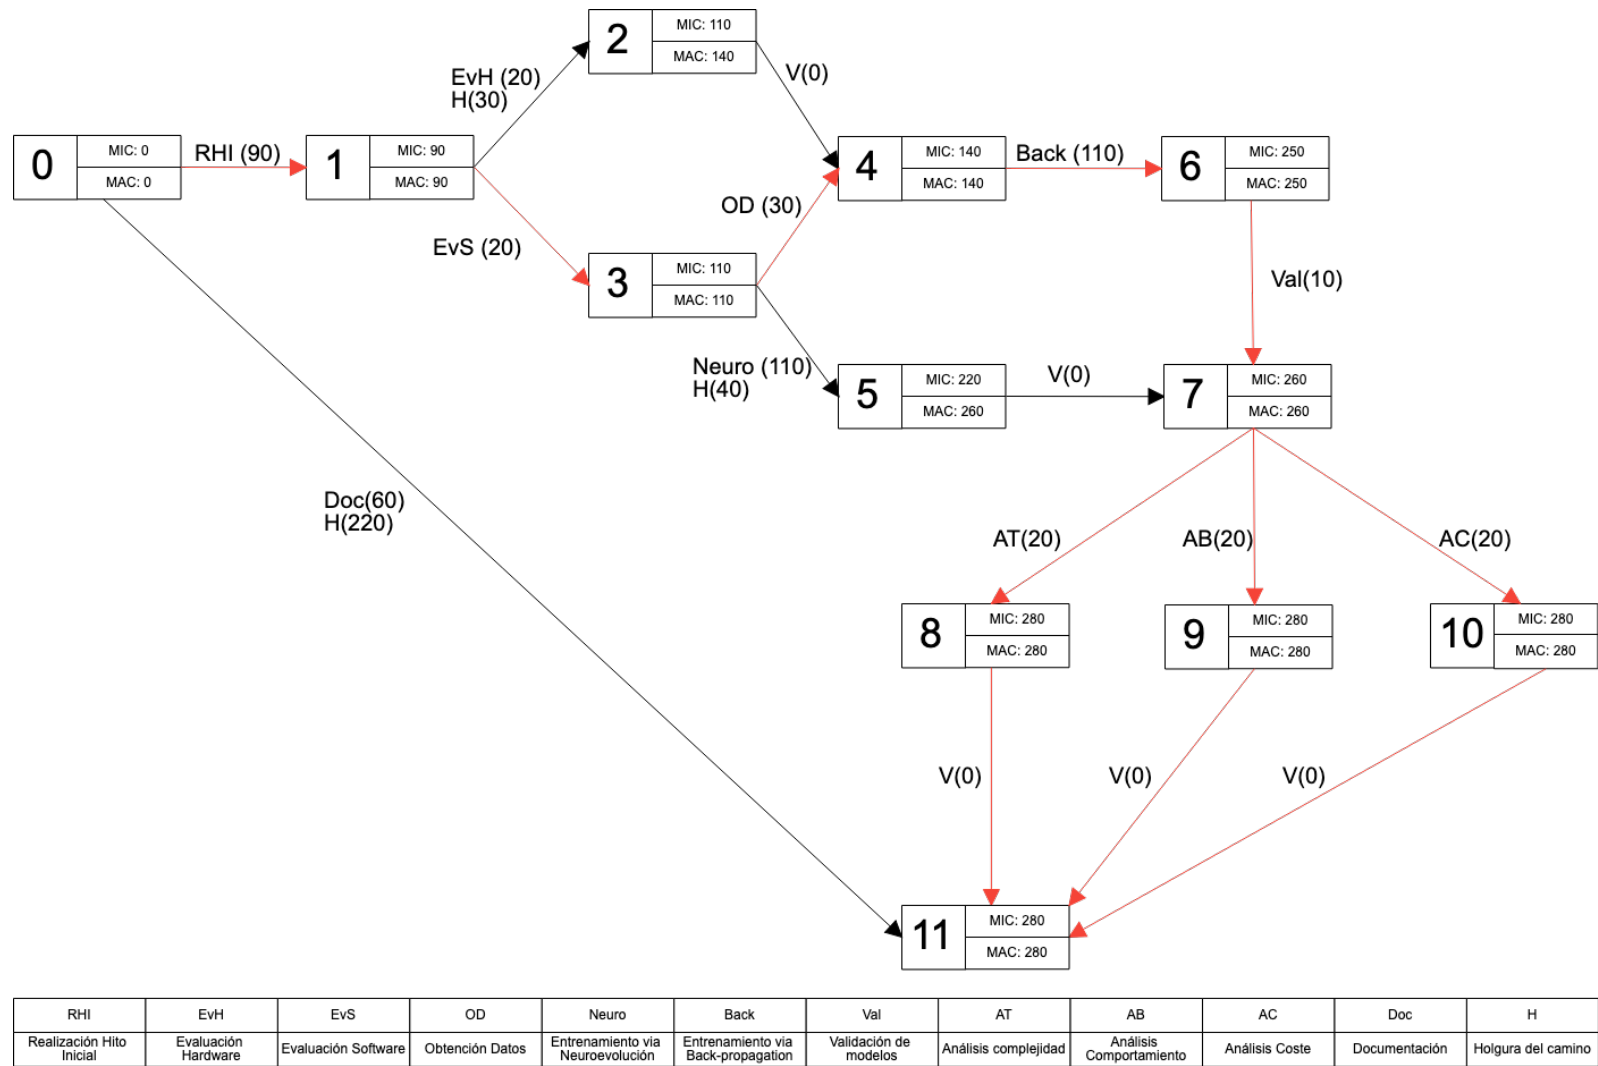 2
MIC: 110
MAC: 140
EvH (20)
H(30)
V(0)
0
MIC: 0
MAC: 0
RHI (90)
1
MIC: 90
MAC: 90
4
MIC: 140
MAC: 140
Back (110)
6
MIC: 250
MAC: 250
OD (30)
EvS (20)
3
MIC: 110
MAC: 110
Val(10)
Neuro (110)
H(40)
5
MIC: 220
MAC: 260
V(0)
7
MIC: 260
MAC: 260
Doc(60)
H(220)
AT(20)
AB(20)
AC(20)
8
MIC: 280
MAC: 280
9
MIC: 280
MAC: 280
10
MIC: 280
MAC: 280
V(0)
V(0)
V(0)
11
MIC: 280
MAC: 280
RHI
EvH
EvS
OD
Neuro
Back
Val
AT
AB
AC
Doc
H
Realización Hito
Inicial
Evaluación
Hardware
Evaluación Software
Obtención Datos
Entrenamiento via
Neuroevolución
Entrenamiento via
Back-propagation
Validación de
modelos
Análisis complejidad
Análisis
Comportamiento
Análisis Coste
Documentación
Holgura del camino